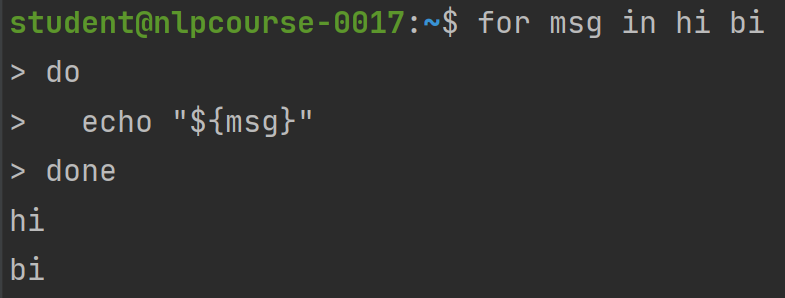 student@nlpcourse-0017:~$ for msg in hi bi
> do
>   echo "${msg}"
> done
hi
bi